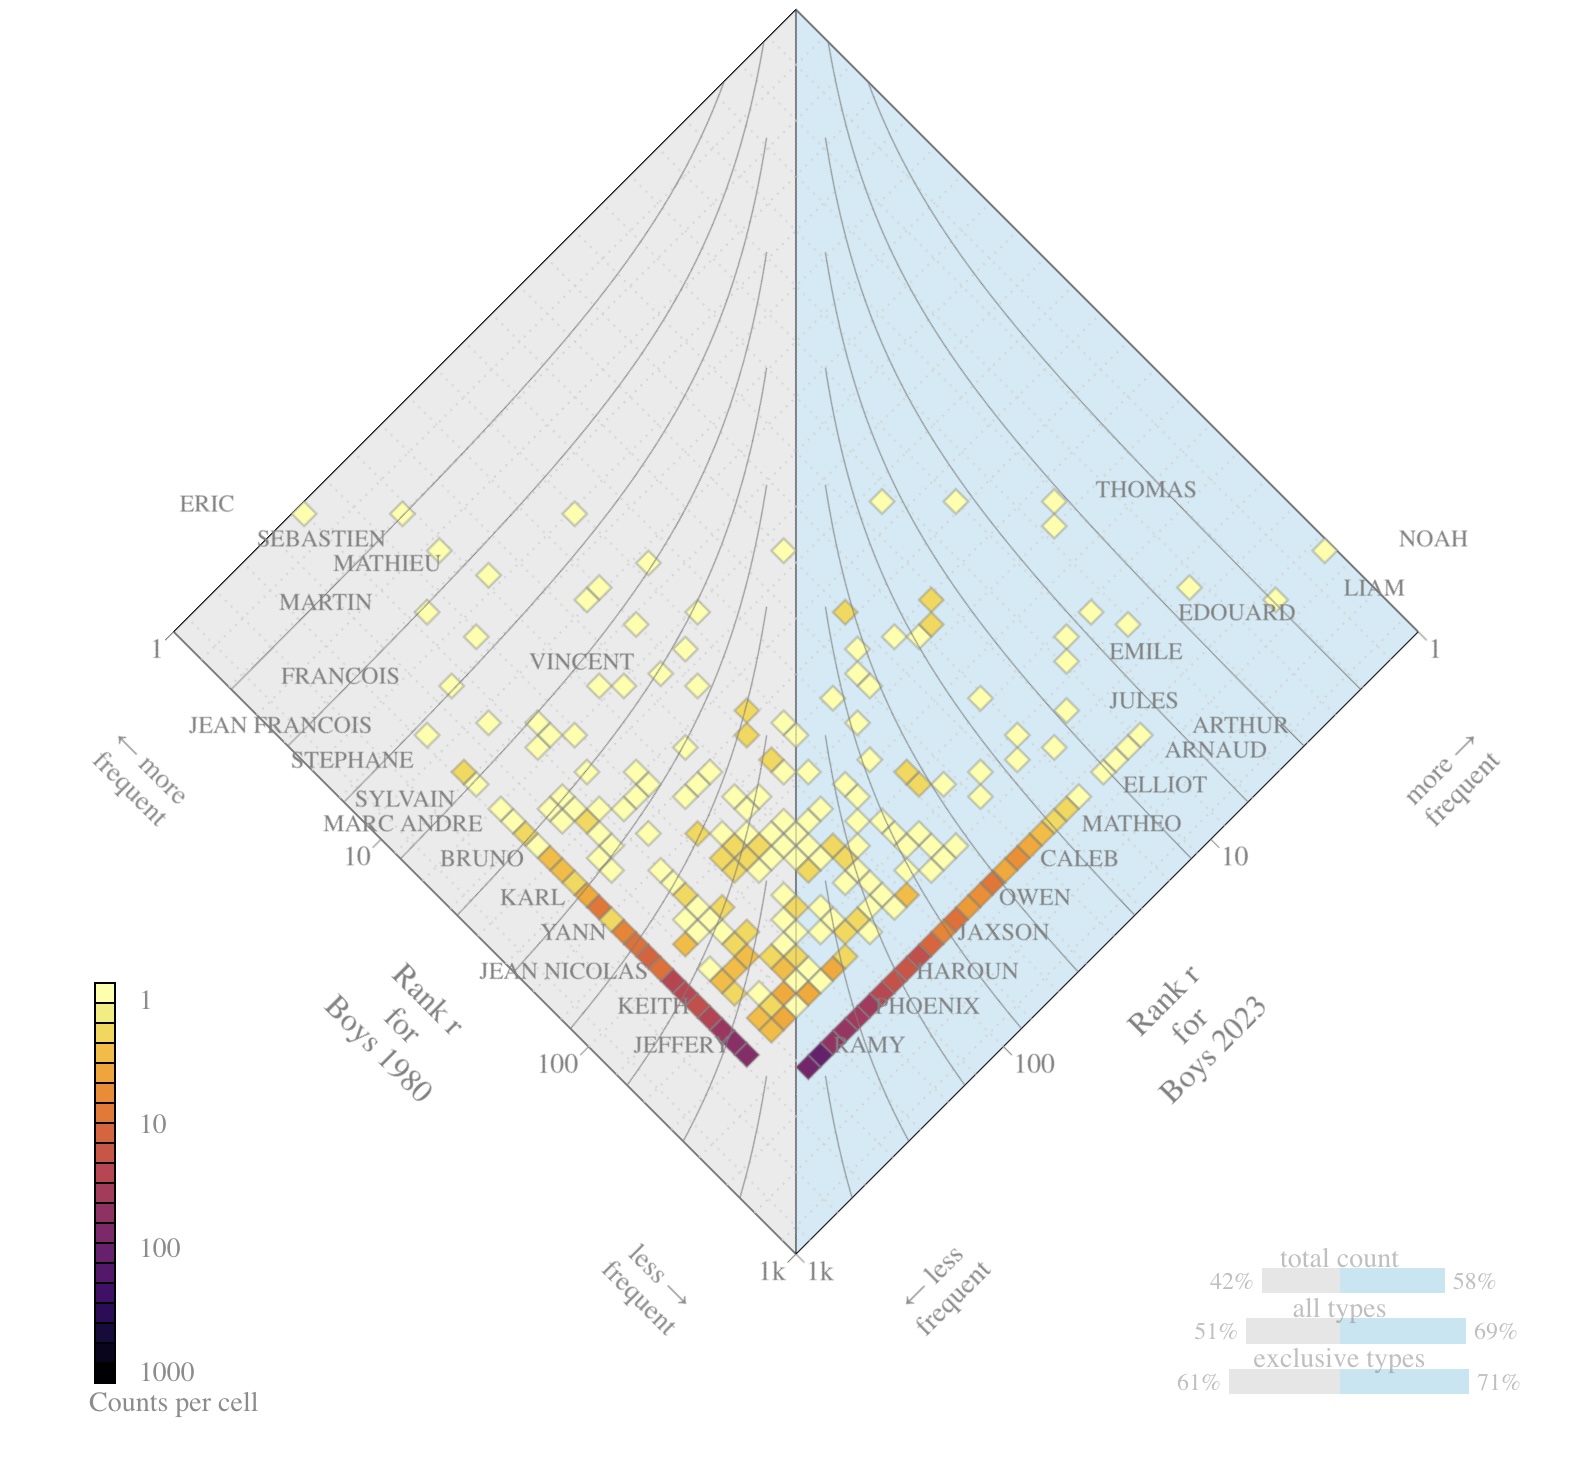 THOMAS
ERIC
SEBASTIEN
NOAH
MATHIEU
LIAM
MARTIN
EDOUARD
1
1
EMILE
VINCENT
FRANCOIS
JULES
JEAN FRANCOIS
ARTHUR
ARNAUD
STEPHANE
← more
frequent
more →
frequent
ELLIOT
SYLVAIN
MARC ANDRE
MATHEO
10
BRUNO
CALEB
10
KARL
OWEN
YANN
JAXSON
JEAN NICOLAS
HAROUN
KEITH
PHOENIX
JEFFERY
RAMY
Rank r
for
Boys 1980
Rank r
for
Boys 2023
100
100
less →
frequent
← less
frequent
1k
1k
1
10
100
1000
Counts per cell
total count
42%
58%
all types
51%
69%
exclusive types
61%
71%